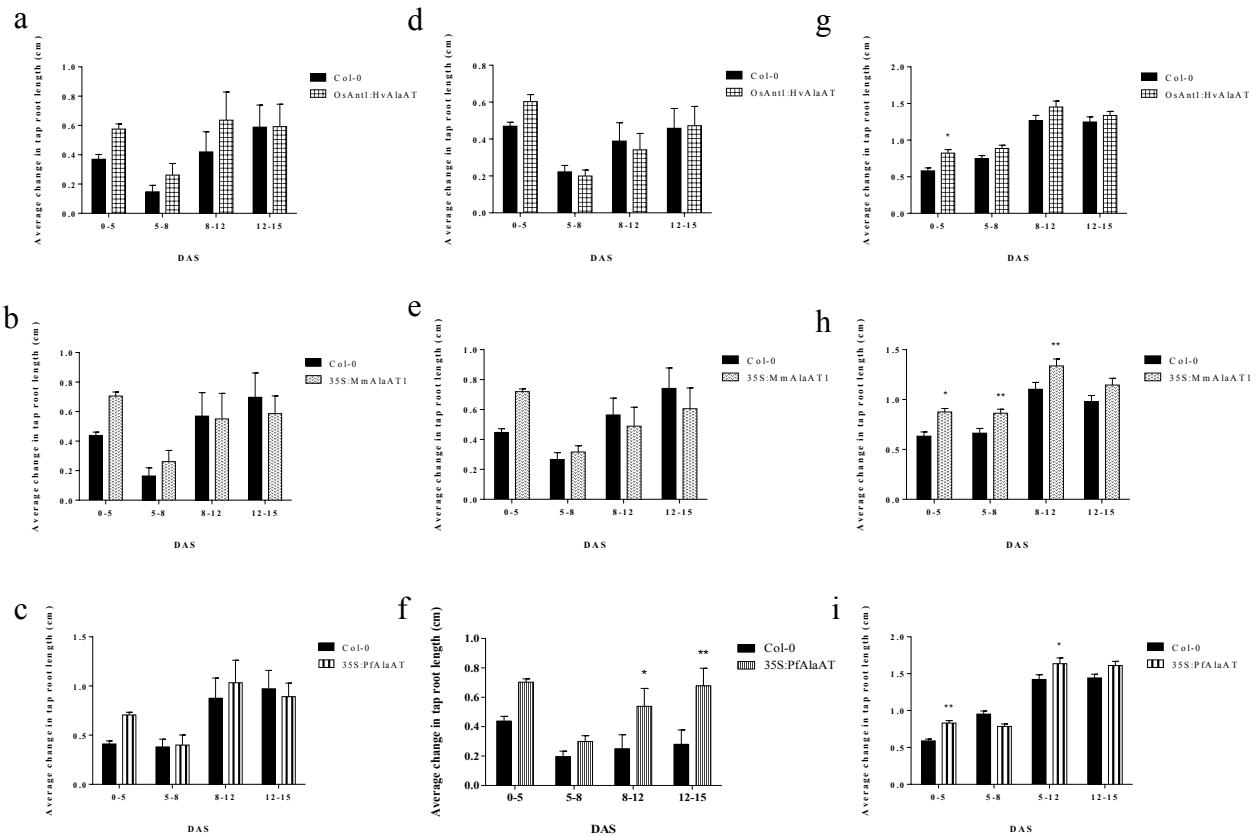 a
Average change in tap root length (cm)
1.0
0.8
0.6
0.4
0.2
0.0
0-5
5-8
8-12
12-15
DAS
Col-0
OsAnt1:HvAlaAT
d
Average change in tap root length (cm)
0.8
0.6
0.4
0.2
0.0
0-5
5-8
8-12
12-15
DAS
Col-0
OsAnt1:HvAlaAT
g
Average change in tap root length (cm)
2.0
1.5
1.0
0.5
0.0
*
0-5
5-8
8-12
12-15
DAS
Col-0
OsAnt1:HvAlaAT
b
Average change in tap root length (cm)
1.0
0.8
0.6
0.4
0.2
0.0
0-5
5-8
8-12
12-15
DAS
Col-0
35S:MmAlaAT1
e
Average change in tap root length (cm)
1.0
0.8
0.6
0.4
0.2
0.0
0-5
5-8
8-12
12-15
DAS
Col-0
35S:MmAlaAT1
h
Average change in tap root length (cm)
1.5
1.0
0.5
0.0
*
**
**
0-5
5-8
8-12
12-15
DAS
Col-0
35S:MmAlaAT1
c
Average change in tap root length (cm)
1.5
1.0
0.5
0.0
0-5
5-8
8-12
12-15
DAS
Col-0
35S:PfAlaAT
f
Average change in tap root length (cm)
1.0
0.8
0.6
0.4
0.2
0.0
*
**
0-5
5-8
8-12
12-15
DAS
Col-0
35S:PfAlaAT
i
Average change in tap root length (cm)
2.0
1.5
1.0
0.5
0.0
**
*
0-5
5-8
5-12
12-15
DAS
Col-0
35S:PfAlaAT